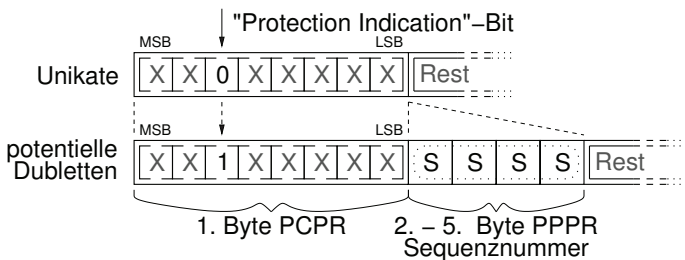 "Protection Indication"–Bit
MSB LSB
Unikate X X 0 X X X X X Rest
MSB LSB
potentielle
Dubletten X X 1 X X X X X S S S S Rest
1. Byte PCPR 2. – 5. Byte PPPR
Sequenznummer